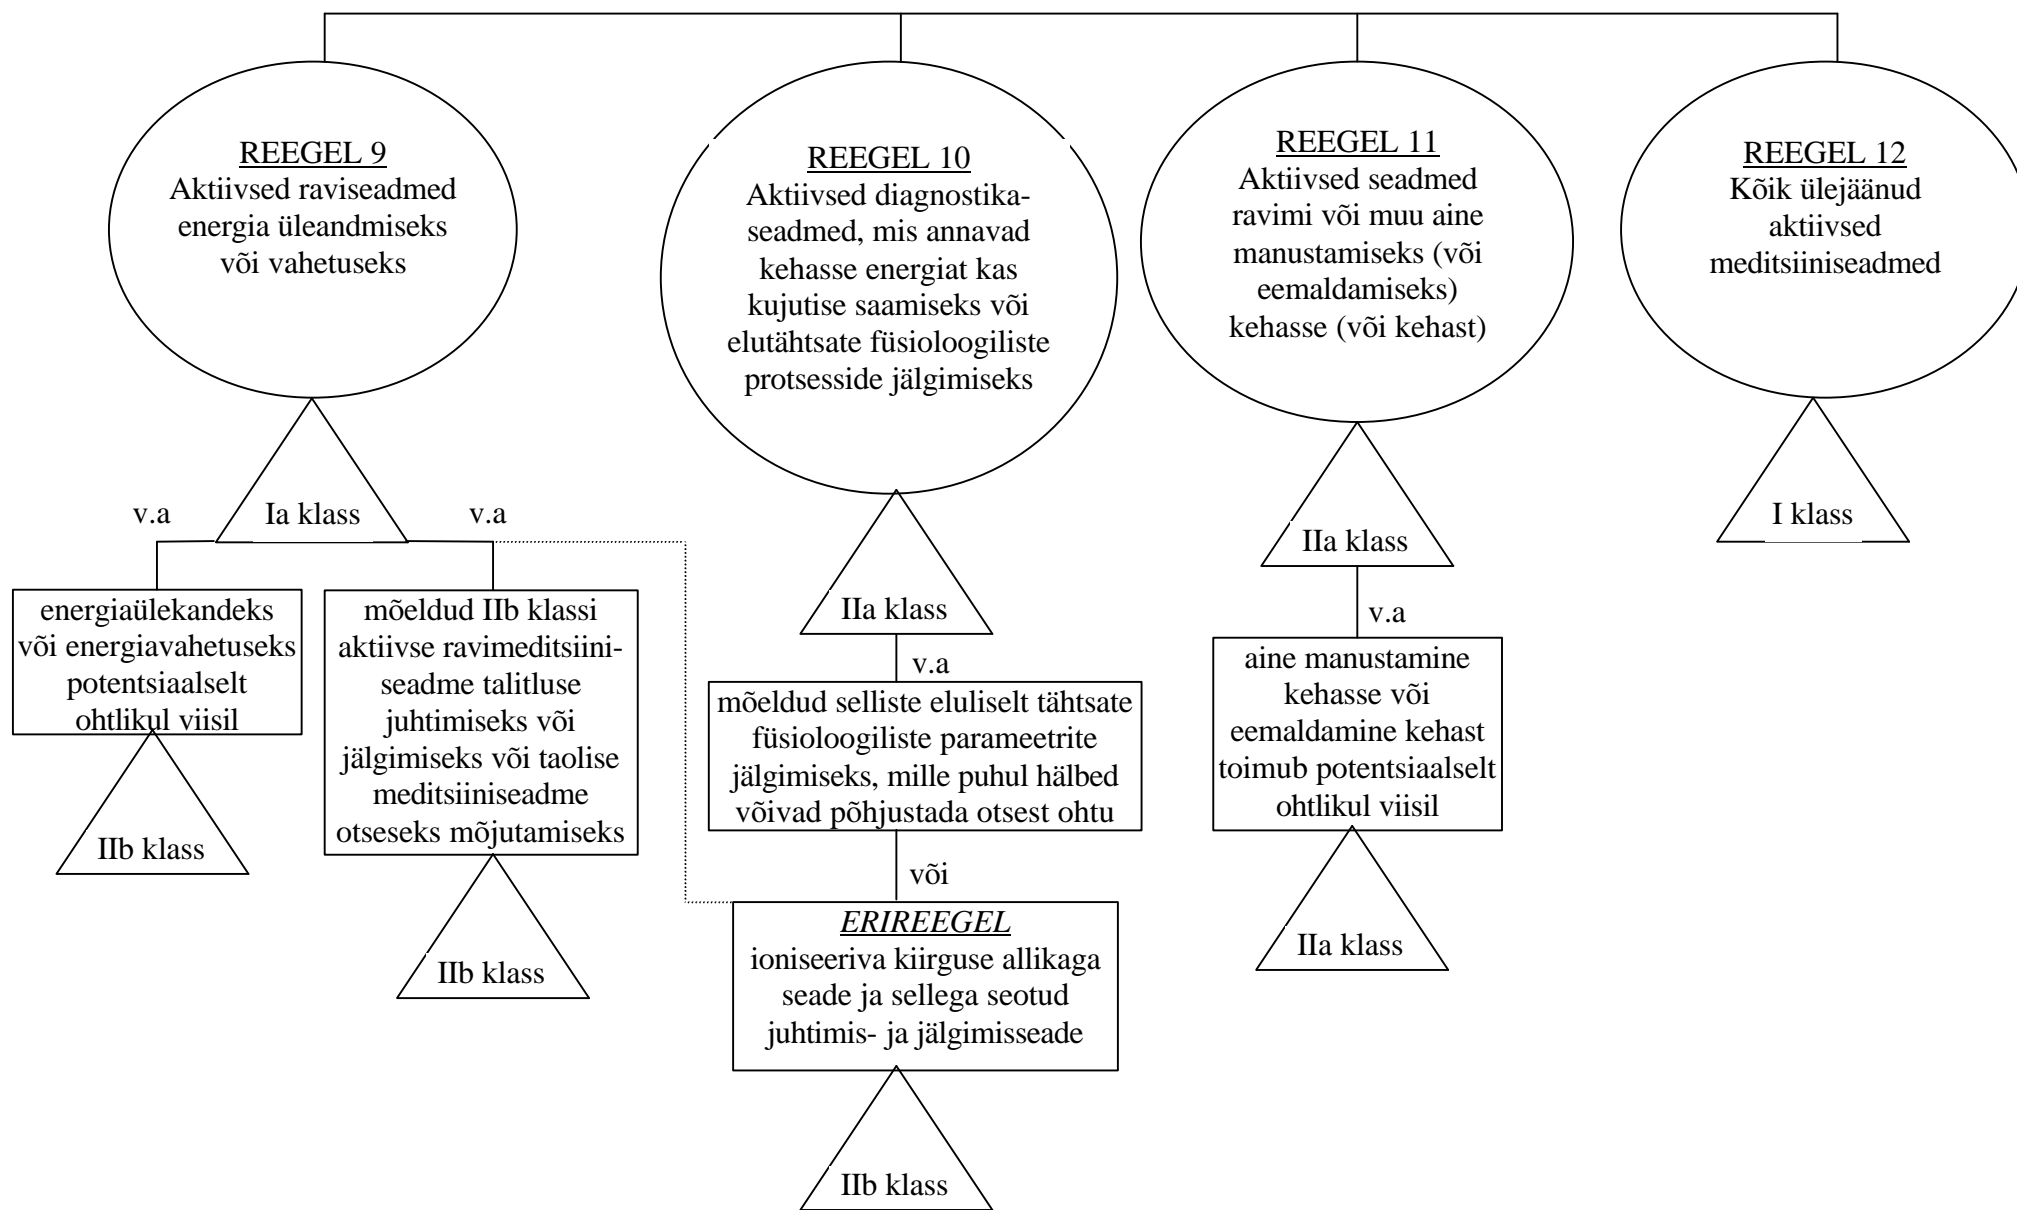 REEGEL 9
Aktiivsed raviseadmed
energia üleandmiseks
või vahetuseks
REEGEL 10
Aktiivsed diagnostika-
seadmed, mis annavad
kehasse energiat kas
kujutise saamiseks või
elutähtsate füsioloogiliste
protsesside jälgimiseks
REEGEL 11
Aktiivsed seadmed
ravimi või muu aine
manustamiseks (või
eemaldamiseks)
kehasse (või kehast)
REEGEL 12
Kõik ülejäänud
aktiivsed
meditsiiniseadmed
v.a
Ia klass
v.a
IIa klass
IIa klass
I klass
energiaülekandeks
või energiavahetuseks
potentsiaalselt
ohtlikul viisil
IIb klass
mõeldud IIb klassi
aktiivse ravimeditsiini-
seadme talitluse
juhtimiseks või
jälgimiseks või taolise
meditsiiniseadme
otseseks mõjutamiseks
IIb klass
v.a
mõeldud selliste eluliselt tähtsate
füsioloogiliste parameetrite
jälgimiseks, mille puhul hälbed
võivad põhjustada otsest ohtu
või
ERIREEGEL
ioniseeriva kiirguse allikaga
seade ja sellega seotud
juhtimis- ja jälgimisseade
IIb klass
v.a
aine manustamine
kehasse või
eemaldamine kehast
toimub potentsiaalselt
ohtlikul viisil
IIa klass